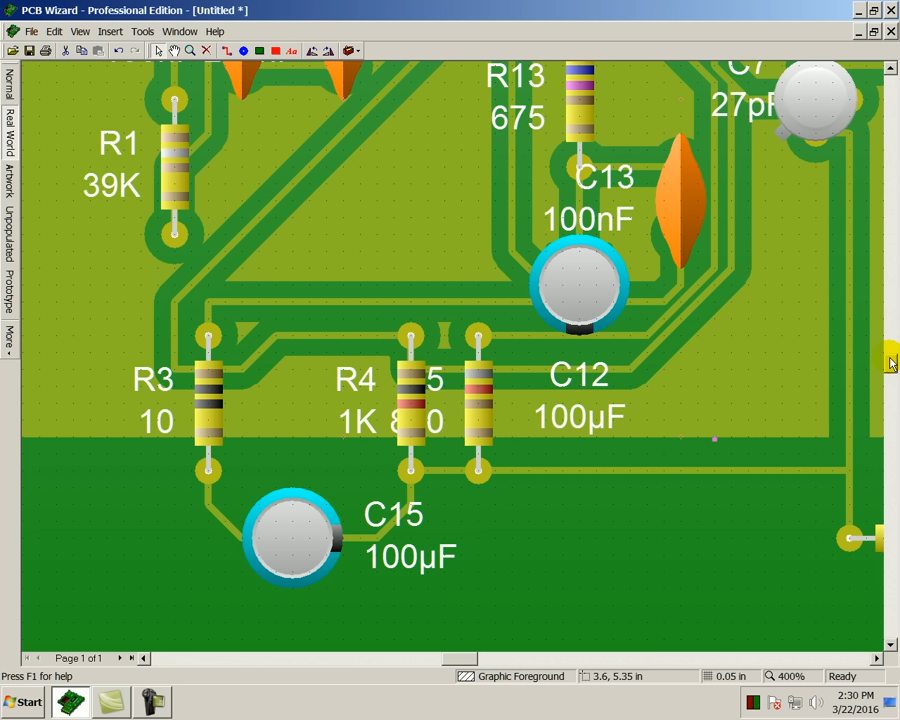 PCB Wizard - Professional Edition - [Untitled *]
File Edit View Insert Tools Window Help
Aa
Normal
Real World
Artwork
Unpopulated
Prototype
More
R1
39K
R13
675
C7
27pF
C13
100nF
R3
10
R4
1K
5
0
C12
100µF
C15
100µF
Page 1 of 1
Press F1 for help
Graphic Foreground
3.6, 5.35 in
0.05 in
400%
Ready
Start
2:30 PM
3/22/2016